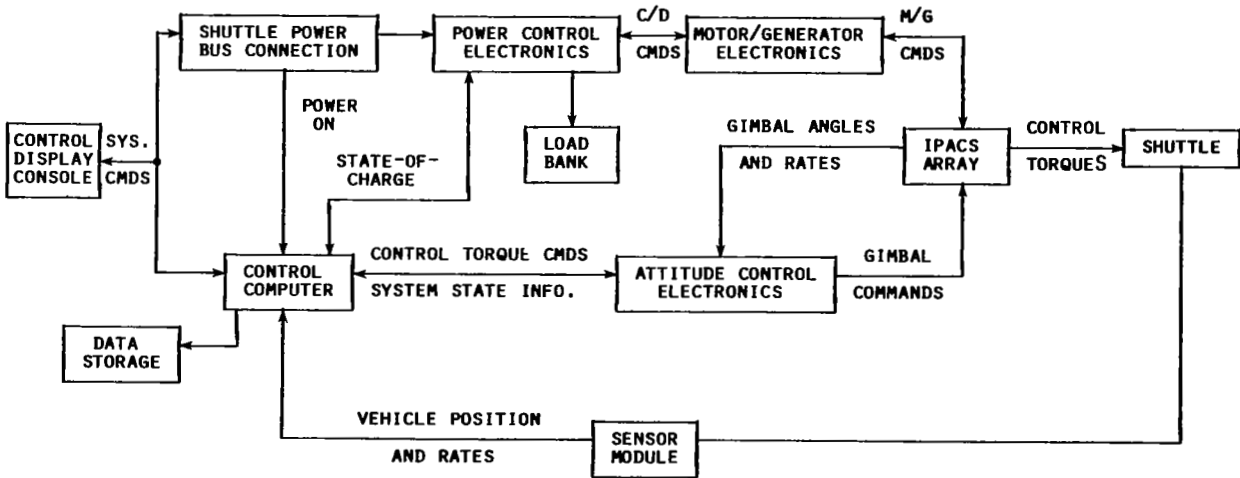 SHUTTLE POWER
BUS CONNECTION
POWER CONTROL
ELECTRONICS
C/D
CMDS
MOTOR/GENERATOR
ELECTRONICS
M/G
CMDS
POWER
ON
LOAD
BANK
GIMBAL ANGLES
AND RATES
IPACS
ARRAY
CONTROL
TORQUES
SHUTTLE
CONTROL
DISPLAY
CONSOLE
SYS.
CMDS
STATE-OF-
CHARGE
CONTROL
COMPUTER
CONTROL TORQUE CMDS
SYSTEM STATE INFO.
ATTITUDE CONTROL
ELECTRONICS
GIMBAL
COMMANDS
DATA
STORAGE
VEHICLE POSITION
AND RATES
SENSOR
MODULE